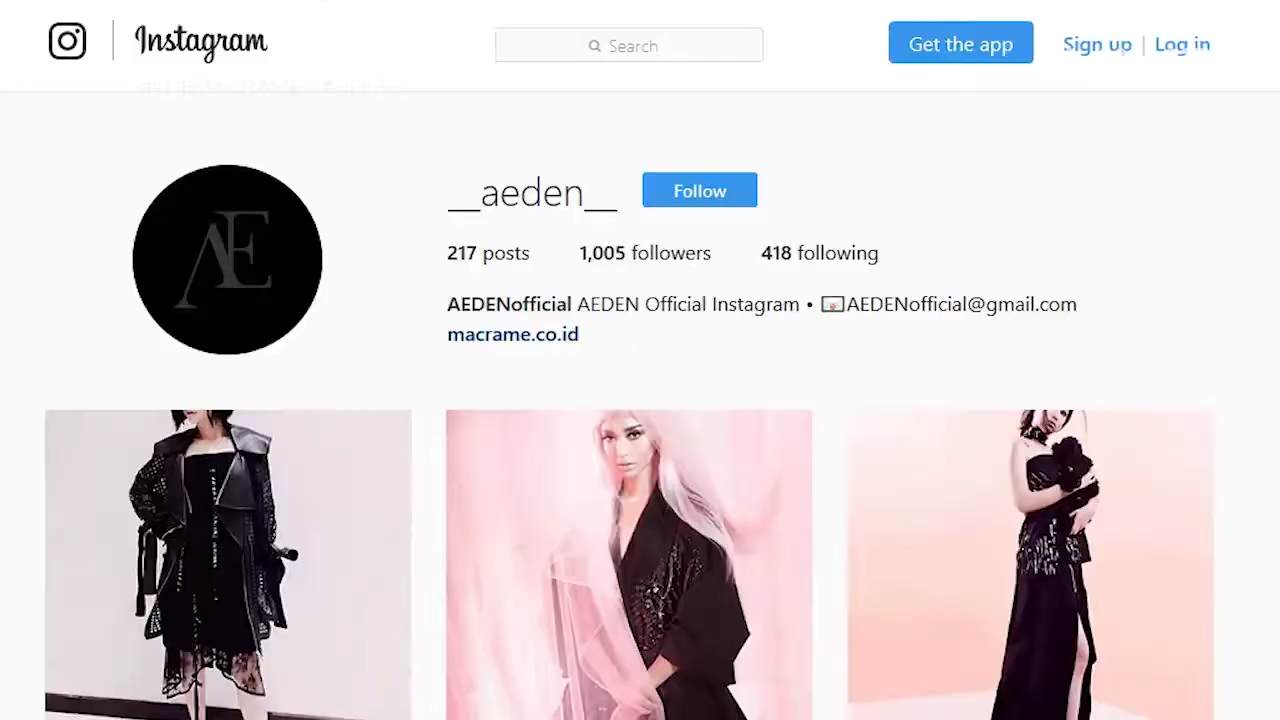 Instagram
Search
Get the app
Sign up | Log in
AE
__aeden__
Follow
217 posts 1,005 followers 418 following
AEDENofficial AEDEN Official Instagram • 💌AEDENofficial@gmail.com
macrame.co.id